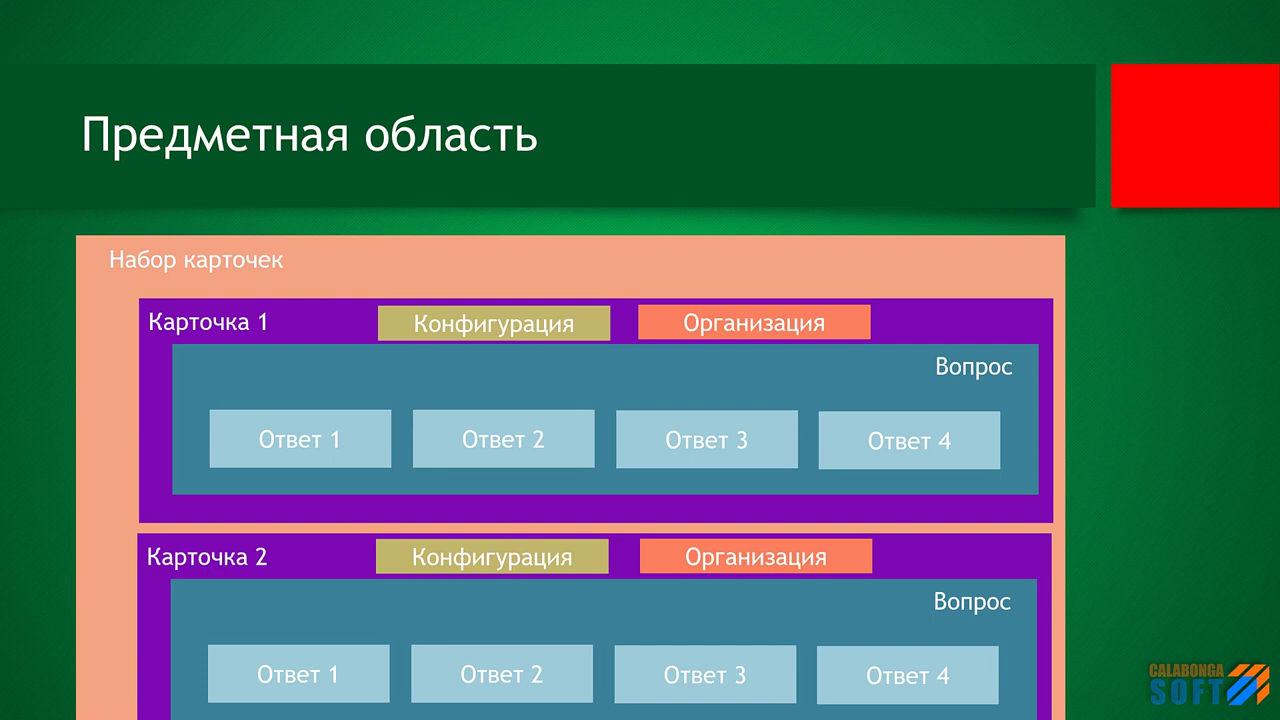 Предметная область
Набор карточек
Карточка 1 Конфигурация Организация
Вопрос
Ответ 1 Ответ 2 Ответ 3 Ответ 4
Карточка 2 Конфигурация Организация
Вопрос
Ответ 1 Ответ 2 Ответ 3 Ответ 4
CALABONGA
SOFT